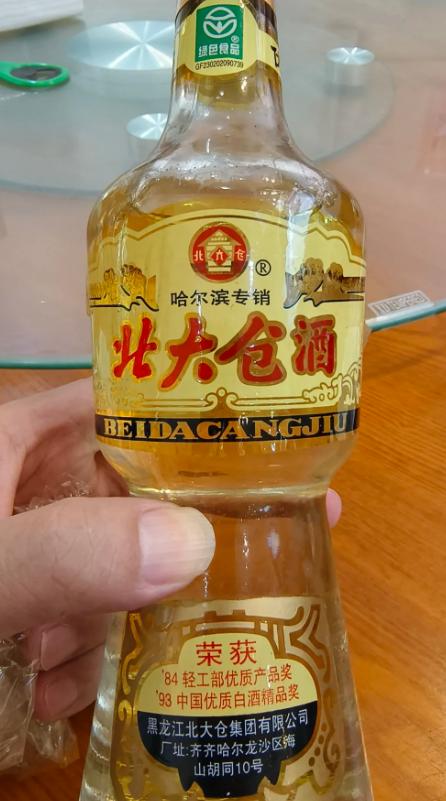 绿色食品®
GF230202090739
北大仓
®
哈尔滨专销
北大仓酒
BEIDACANGJIU
荣获
'84 轻工部优质产品奖
'93 中国优质白酒精品奖
黑龙江北大仓集团有限公司
厂址:齐齐哈尔龙沙区海
山胡同10号